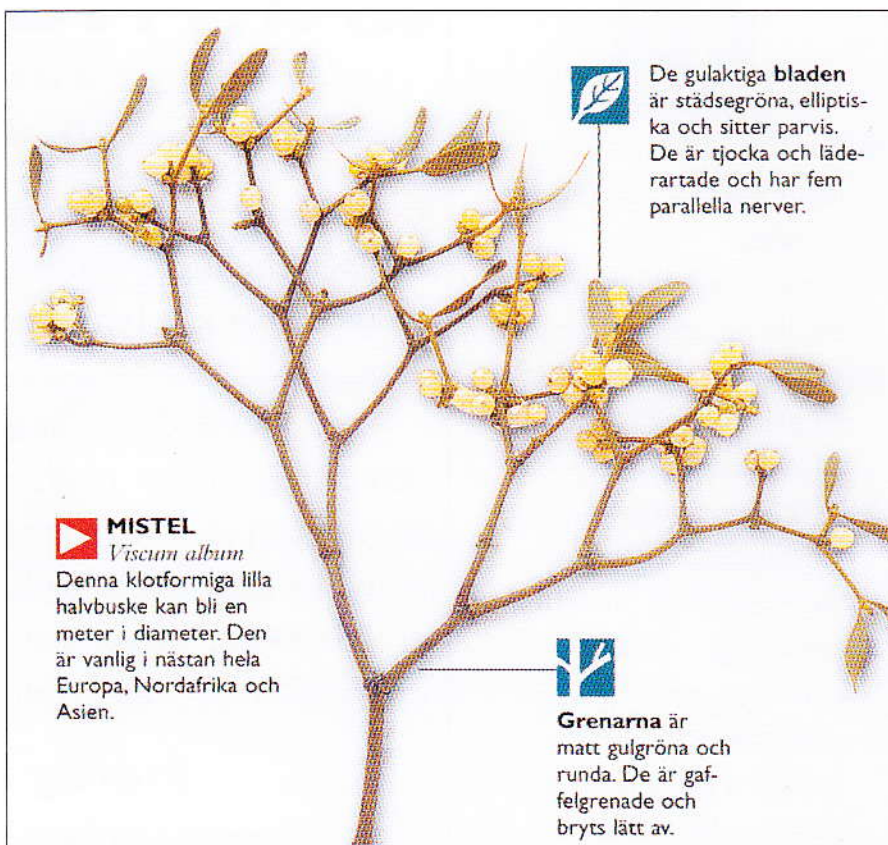 De gulaktiga bladen
är städsegröna, elliptis-
ka och sitter parvis.
De är tjocka och läde-
rartade och har fem
parallella nerver.
MISTEL
Viscum album
Denna klotformiga lilla
halvbuske kan bli en
meter i diameter. Den
är vanlig i nästan hela
Europa, Nordafrika och
Asien.
Grenarna är
matt gulgröna och
runda. De är gaf-
felgrenade och
bryts lätt av.